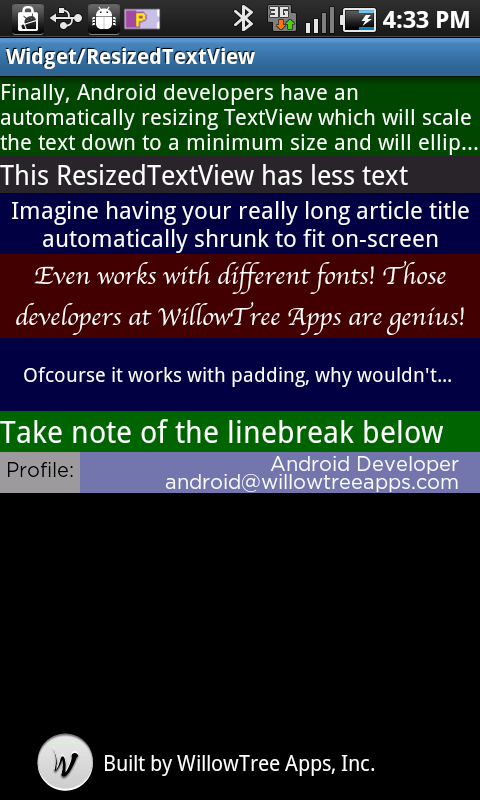 3G
P
4:33 PM
Widget/ResizedTextView
Finally, Android developers have an
automatically resizing TextView which will scale
the text down to a minimum size and will ellip...
This ResizedTextView has less text
Imagine having your really long article title
automatically shrunk to fit on-screen
Even works with different fonts! Those
developers at WillowTree Apps are genius!
Ofcourse it works with padding, why wouldn't...
Take note of the linebreak below
Profile:
Android Developer
android@willowtreeapps.com
W
Built by WillowTree Apps, Inc.